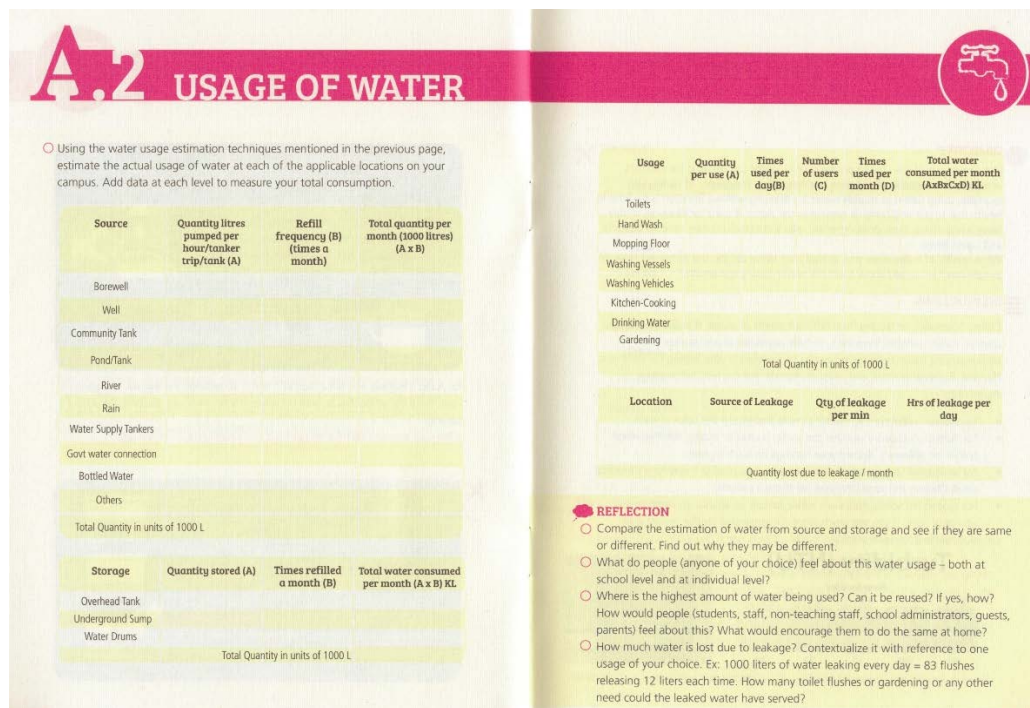 A.2 USAGE OF WATER
Using the water usage estimation techniques mentioned in the previous page,
estimate the actual usage of water at each of the applicable locations on your
campus. Add data at each level to measure your total consumption.
Source
Quantity litres
pumped per
hour/tanker
trip/tank (A)
Refill
frequency (B)
(times a
month)
Total quantity per
month (1000 litres)
(A x B)
Borewell
Well
Community Tank
Pond/Tank
River
Rain
Water Supply Tankers
Govt water connection
Bottled Water
Others
Total Quantity in units of 1000 L
Storage
Quantity stored (A)
Times refilled
a month (B)
Total water consumed
per month (A x B) KL
Overhead Tank
Underground Sump
Water Drums
Total Quantity in units of 1000 L
Usage
Quantity
per use (A)
Times
used per
day(B)
Number
of users
(C)
Times
used per
month (D)
Total water
consumed per month
(AxBxCxD) KL
Toilets
Hand Wash
Mopping Floor
Washing Vessels
Washing Vehicles
Kitchen-Cooking
Drinking Water
Gardening
Total Quantity in units of 1000 L
Location
Source of Leakage
Qty of leakage
per min
Hrs of leakage per
day
Quantity lost due to leakage / month
REFLECTION
Compare the estimation of water from source and storage and see if they are same
or different. Find out why they may be different.
What do people (anyone of your choice) feel about this water usage – both at
school level and at individual level?
Where is the highest amount of water being used? Can it be reused? If yes, how?
How would people (students, staff, non-teaching staff, school administrators, guests,
parents) feel about this? What would encourage them to do the same at home?
How much water is lost due to leakage? Contextualize it with reference to one
usage of your choice. Ex: 1000 liters of water leaking every day = 83 flushes
releasing 12 liters each time. How many toilet flushes or gardening or any other
need could the leaked water have served?